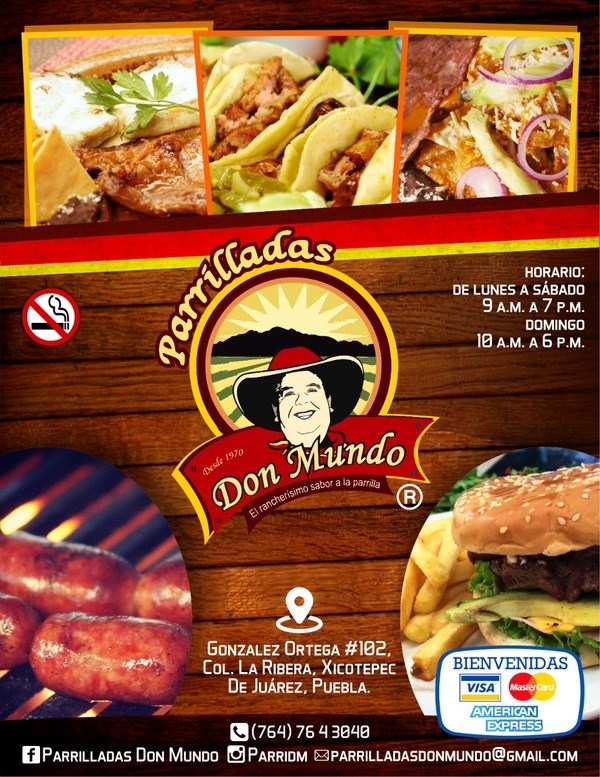 HORARIO:
DE LUNES A SÁBADO
9 A.M. A 7 P.M.
DOMINGO
10 A.M. A 6 P.M.
Parrilladas
Desde 1970
Don Mundo
El rancherisimo sabor a la parrilla
®
GONZALEZ ORTEGA #102,
COL. LA RIBERA, XICOTEPEC
DE JUÁREZ, PUEBLA.
BIENVENIDAS
VISA MasterCard
AMERICAN
EXPRESS
(764) 76 4 3040
PARRILLADAS DON MUNDO PARRIDM PARRILLADASDONMUNDO@GMAIL.COM